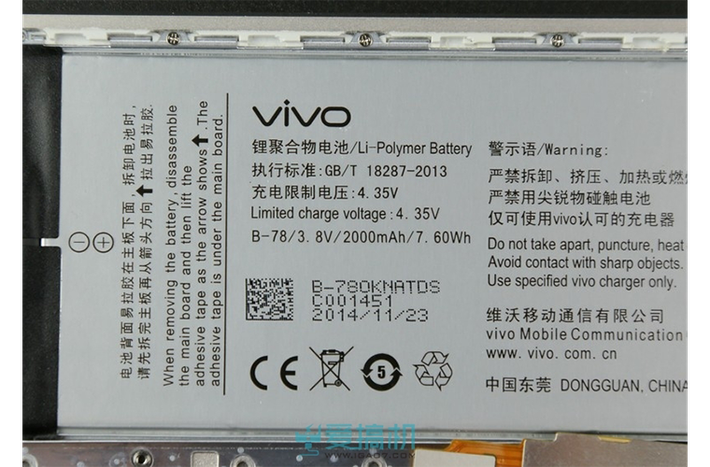 电池背面易拉胶在主板下面，拆卸电池时，
请先拆完主板再从箭头方向⬆拉出易拉胶.
When removing the battery, disassemble
the main board and then lift the
adhesive tape as the arrow shows⬆.The
adhesive tape is under the main board.
vivo
锂聚合物电池/Li-Polymer Battery
执行标准:GB/T 18287-2013
充电限制电压:4.35V
Limited charge voltage:4.35V
B-78/3.8V/2000mAh/7.60Wh
B-780KNATDS
C001451
2014/11/23
5
警示语/Warning:
严禁拆卸、挤压、加热或燃
严禁用尖锐物碰触电池
仅可使用vivo认可的充电器
Do not take apart, puncture, heat
Avoid contact with sharp objects.
Use specified vivo charger only.
维沃移动通信有限公司
vivo Mobile Communication
www.vivo.com.cn
中国东莞 DONGGUAN, CHINA
爱搞机